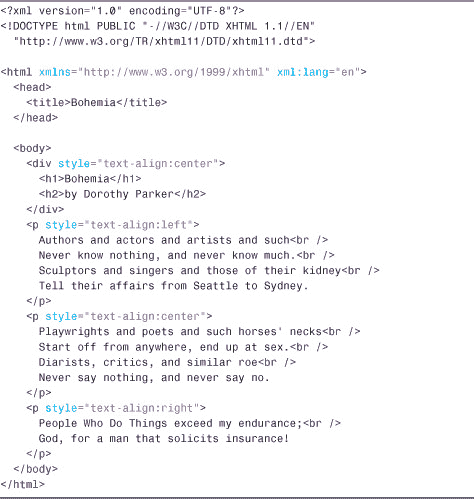 <?xml version="1.0" encoding="UTF-8"?>
<!DOCTYPE html PUBLIC "-//W3C//DTD XHTML 1.1//EN"
"http://www.w3.org/TR/xhtml11/DTD/xhtml11.dtd">
<html xmlns="http://www.w3.org/1999/xhtml" xml:lang="en">
<head>
<title>Bohemia</title>
</head>
<body>
<div style="text-align:center">
<h1>Bohemia</h1>
<h2>by Dorothy Parker</h2>
</div>
<p style="text-align:left">
Authors and actors and artists and such<br />
Never know nothing, and never know much.<br />
Sculptors and singers and those of their kidney<br />
Tell their affairs from Seattle to Sydney.
</p>
<p style="text-align:center">
Playwrights and poets and such horses' necks<br />
Start off from anywhere, end up at sex.<br />
Diarists, critics, and similar roe<br />
Never say nothing, and never say no.
</p>
<p style="text-align:right">
People Who Do Things exceed my endurance;<br />
God, for a man that solicits insurance!
</p>
</body>
</html>